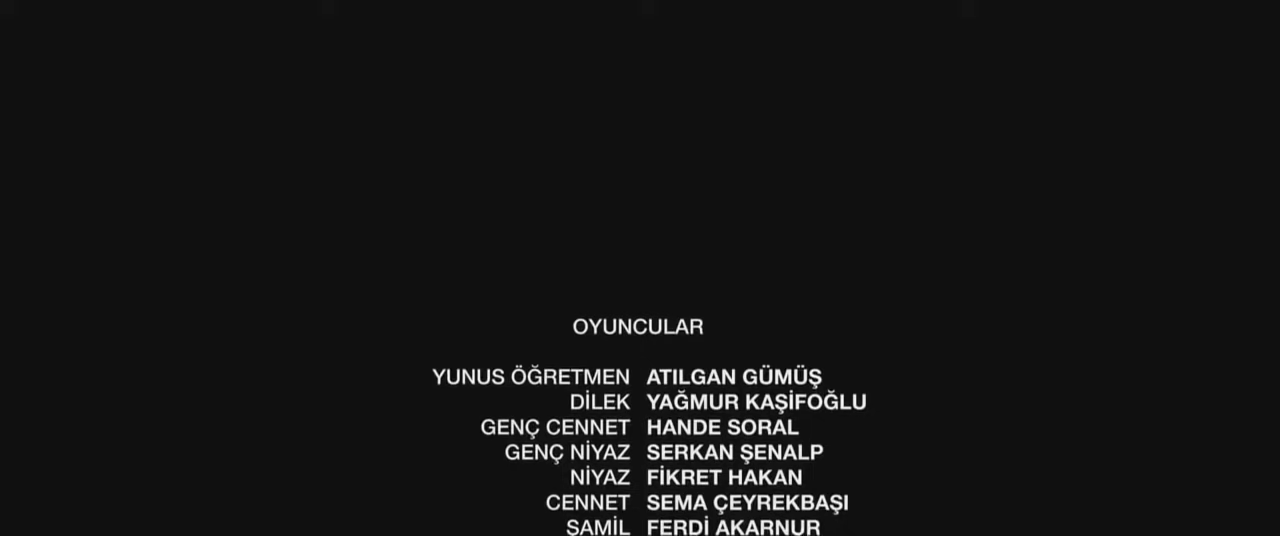 OYUNCULAR
YUNUS ÖĞRETMEN ATILGAN GÜMÜŞ
DİLEK YAĞMUR KAŞİFOĞLU
GENÇ CENNET HANDE SORAL
GENÇ NİYAZ SERKAN ŞENALP
NİYAZ FİKRET HAKAN
CENNET SEMA ÇEYREKBAŞI
ŞAMİL FERDİ AKARNUR